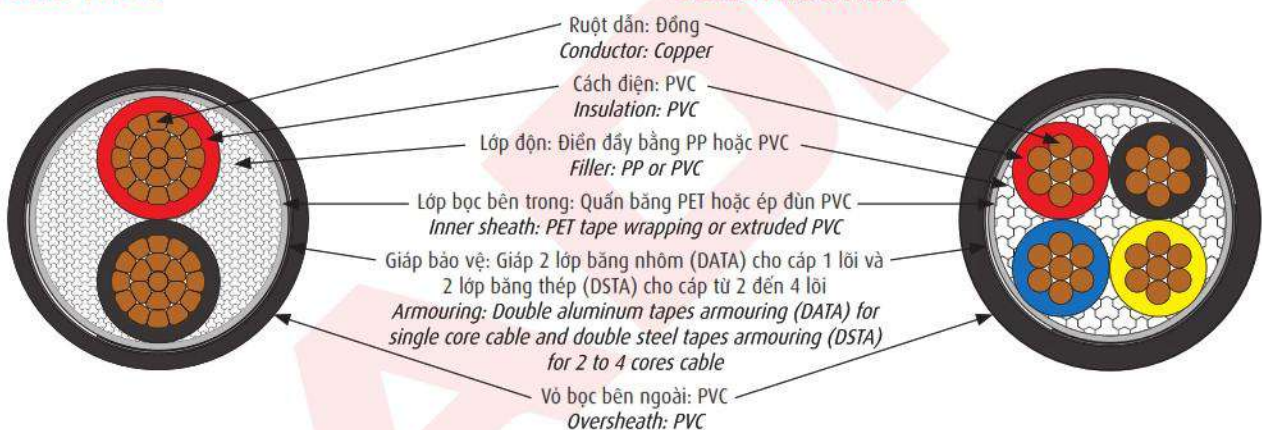 Ruột dẫn: Đồng
Conductor: Copper
Cách điện: PVC
Insulation: PVC
Lớp độn: Điền đầy bằng PP hoặc PVC
Filler: PP or PVC
Lớp bọc bên trong: Quấn băng PET hoặc ép đùn PVC
Inner sheath: PET tape wrapping or extruded PVC
Giáp bảo vệ: Giáp 2 lớp băng nhôm (DATA) cho cáp 1 lõi và
2 lớp băng thép (DSTA) cho cáp từ 2 đến 4 lõi
Armouring: Double aluminum tapes armouring (DATA) for
single core cable and double steel tapes armouring (DSTA)
for 2 to 4 cores cable
Vỏ bọc bên ngoài: PVC
Oversheath: PVC